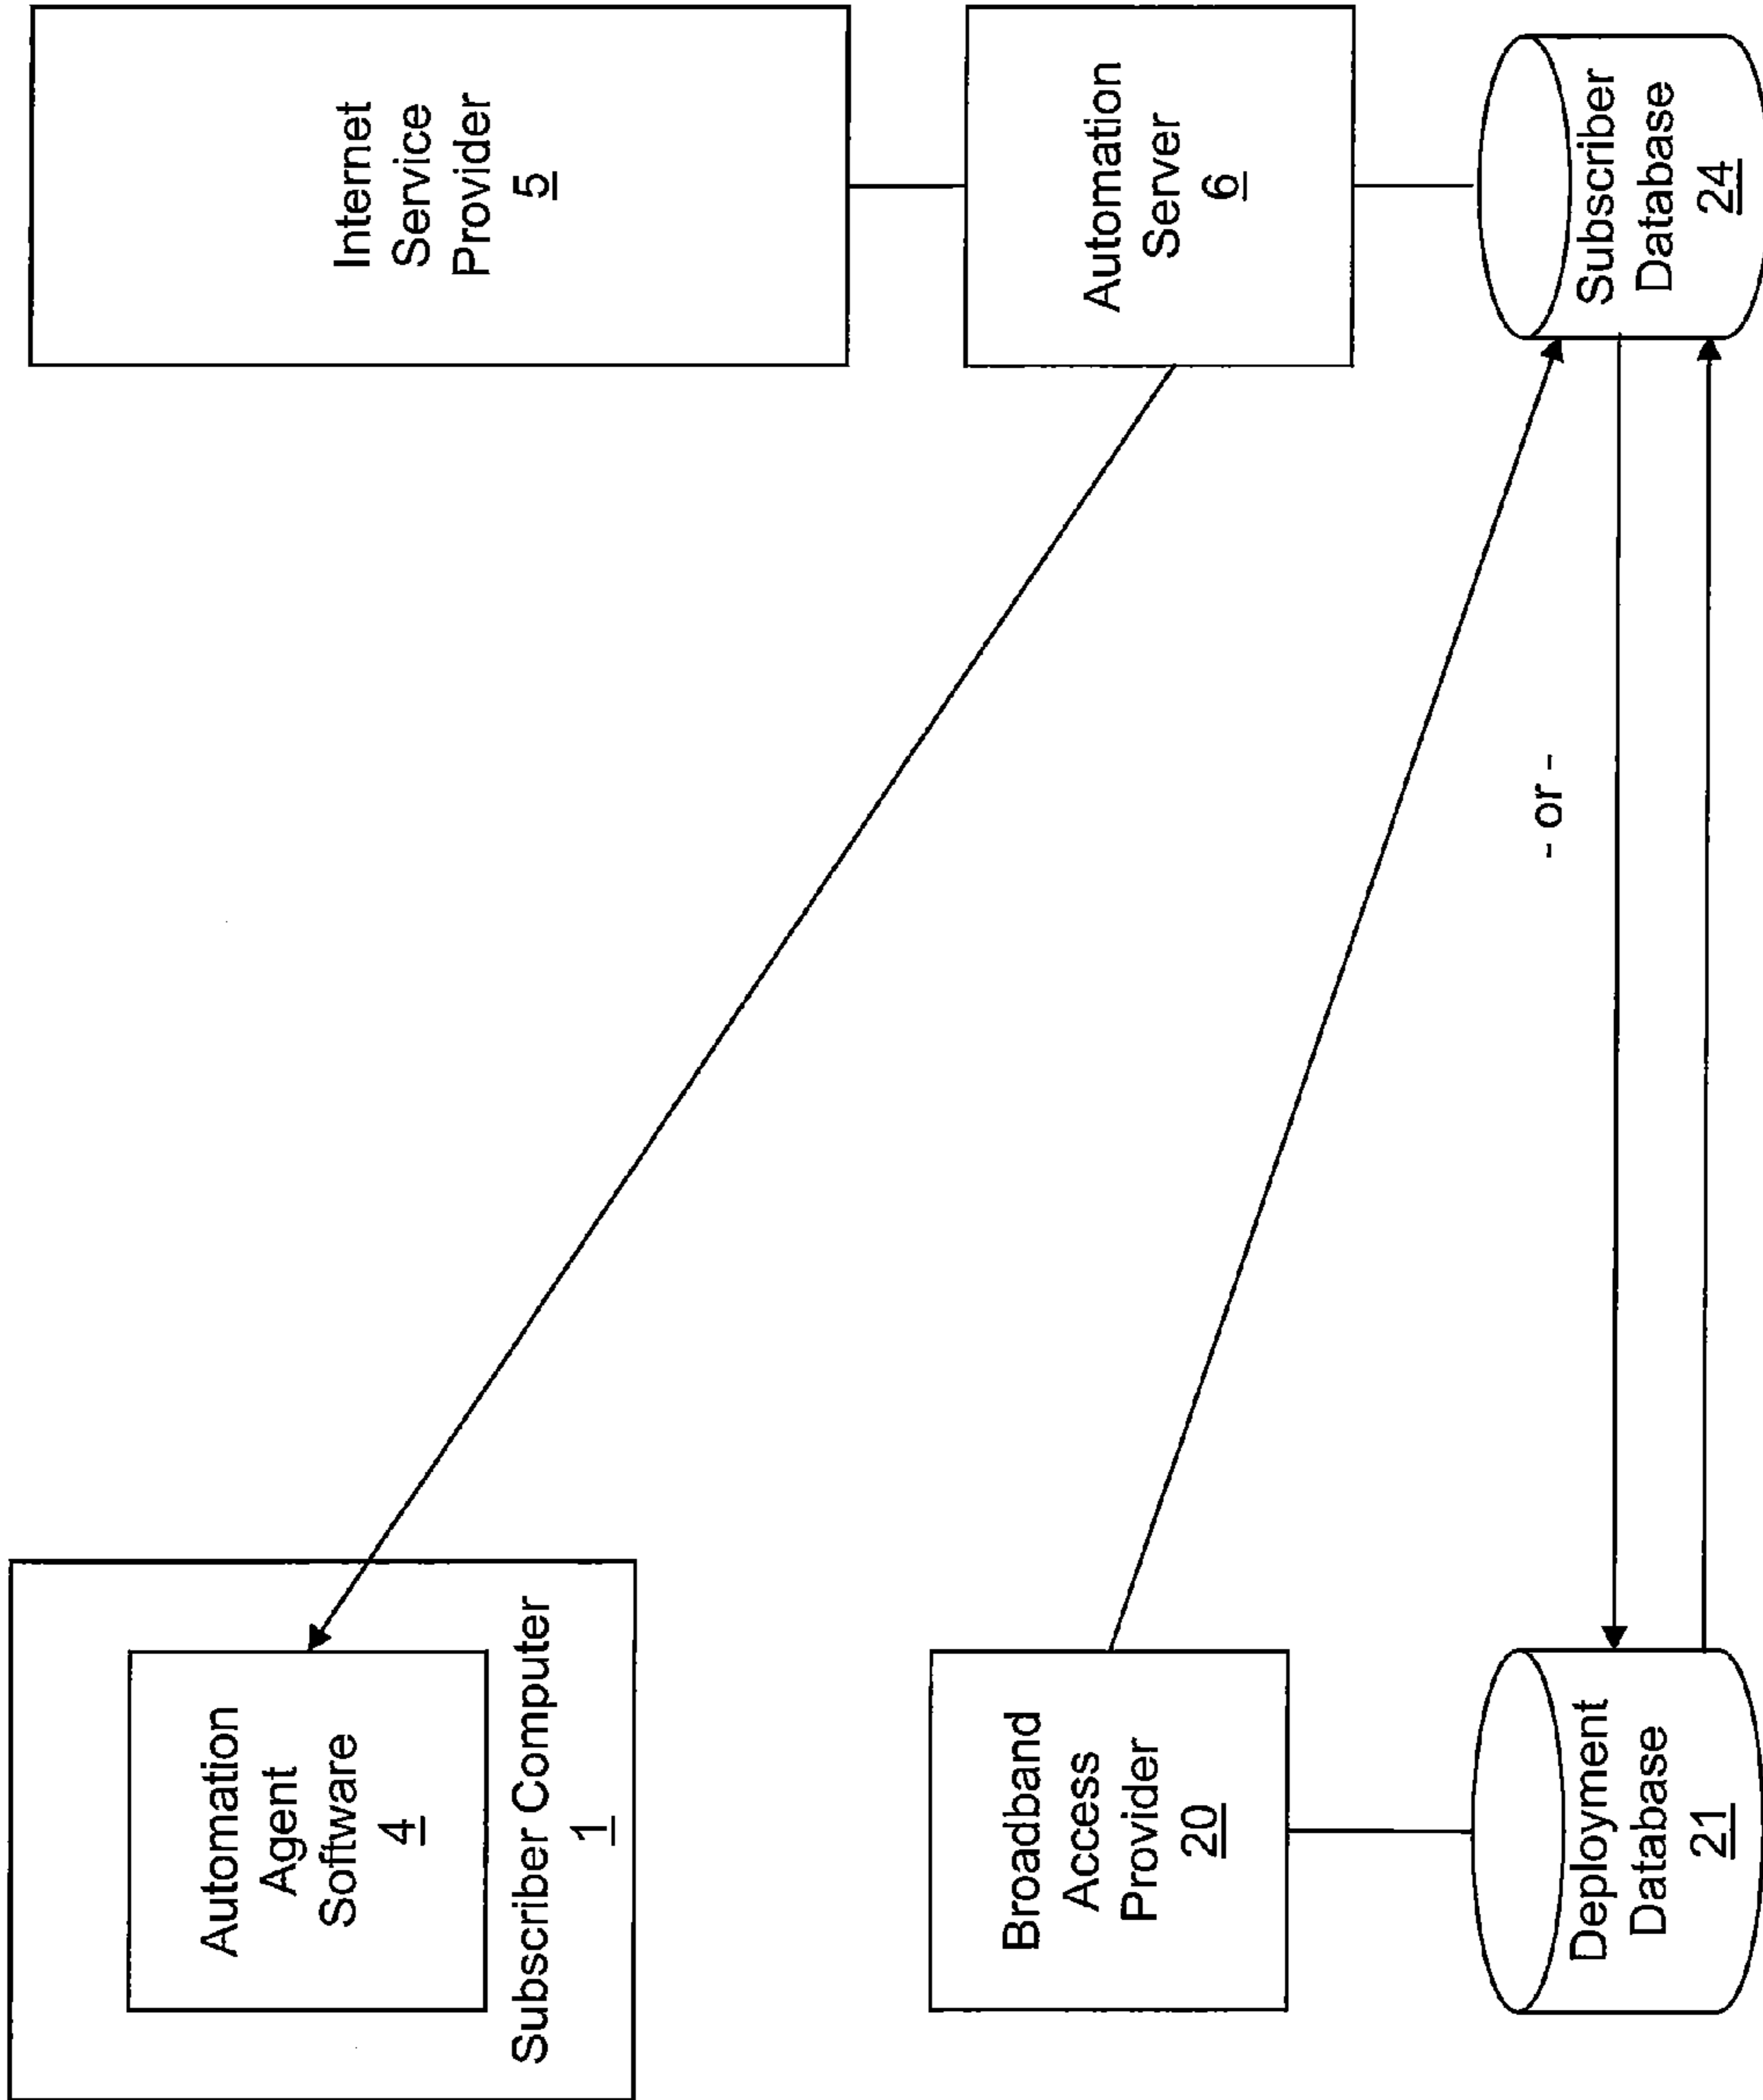 Automation
Agent
Software
4
Subscriber Computer
1
Internet
Service
Provider
5
Broadband
Access
Provider
20
Automation
Server
6
- or -
Deployment
Database
21
Subscriber
Database
24